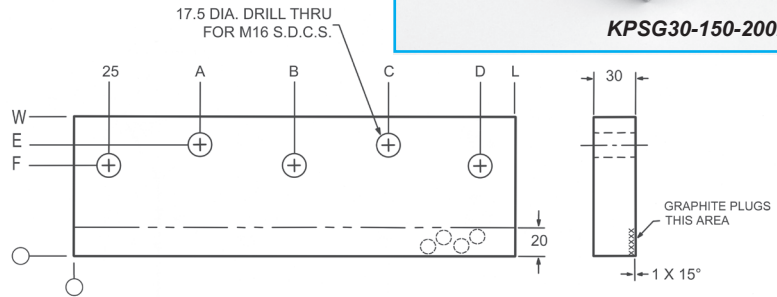 17.5 DIA. DRILL THRU
FOR M16 S.D.C.S.
KPSG30-150-200
25 A B C D L
30
W
E
F
GRAPHITE PLUGS
THIS AREA
20
1 X 15°